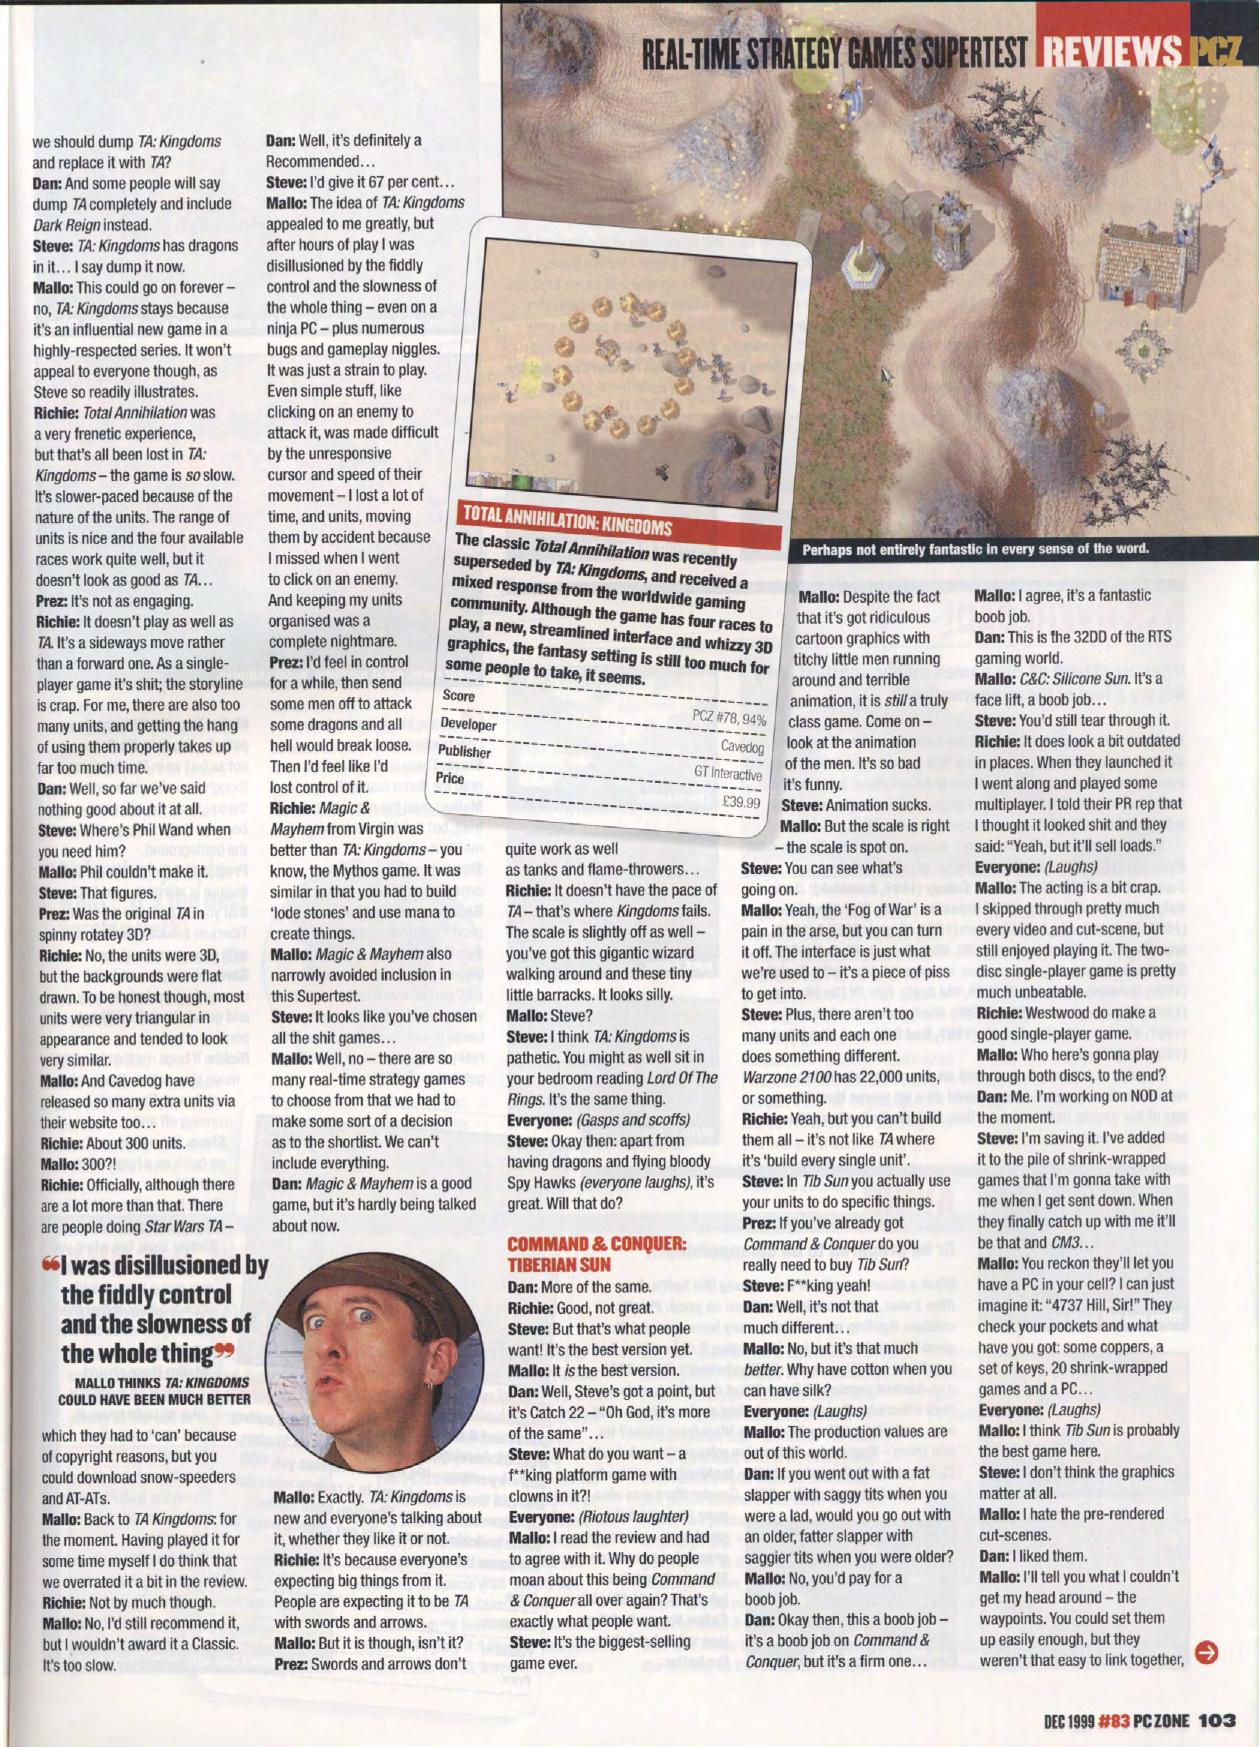 REAL-TIME STRATEGY GAMES SUPERTEST REVIEWS PCZ
we should dump TA: Kingdoms
and replace it with TA?
Dan: And some people will say
dump TA completely and include
Dark Reign instead.
Steve: TA: Kingdoms has dragons
in it... I say dump it now.
Mallo: This could go on forever –
no, TA: Kingdoms stays because
it's an influential new game in a
highly-respected series. It won't
appeal to everyone though, as
Steve so readily illustrates.
Richie: Total Annihilation was
a very frenetic experience,
but that's all been lost in TA:
Kingdoms – the game is so slow.
It's slower-paced because of the
nature of the units. The range of
units is nice and the four available
races work quite well, but it
doesn't look as good as TA...
Prez: It's not as engaging.
Richie: It doesn't play as well as
TA. It's a sideways move rather
than a forward one. As a single-
player game it's shit; the storyline
is crap. For me, there are also too
many units, and getting the hang
of using them properly takes up
far too much time.
Dan: Well, so far we've said
nothing good about it at all.
Steve: Where's Phil Wand when
you need him?
Mallo: Phil couldn't make it.
Steve: That figures.
Prez: Was the original TA in
spinny rotatey 3D?
Richie: No, the units were 3D,
but the backgrounds were flat
drawn. To be honest though, most
units were very triangular in
appearance and tended to look
very similar.
Mallo: And Cavedog have
released so many extra units via
their website too...
Richie: About 300 units.
Mallo: 300?!
Richie: Officially, although there
are a lot more than that. There
are people doing Star Wars TA –
“I was disillusioned by
the fiddly control
and the slowness of
the whole thing”
MALLO THINKS TA: KINGDOMS
COULD HAVE BEEN MUCH BETTER
which they had to 'can' because
of copyright reasons, but you
could download snow-speeders
and AT-ATs.
Mallo: Back to TA Kingdoms: for
the moment. Having played it for
some time myself I do think that
we overrated it a bit in the review.
Richie: Not by much though.
Mallo: No, I'd still recommend it,
but I wouldn't award it a Classic.
It's too slow.
Dan: Well, it's definitely a
Recommended...
Steve: I'd give it 67 per cent...
Mallo: The idea of TA: Kingdoms
appealed to me greatly, but
after hours of play I was
disillusioned by the fiddly
control and the slowness of
the whole thing – even on a
ninja PC – plus numerous
bugs and gameplay niggles.
It was just a strain to play.
Even simple stuff, like
clicking on an enemy to
attack it, was made difficult
by the unresponsive
cursor and speed of their
movement – I lost a lot of
time, and units, moving
them by accident because
I missed when I went
to click on an enemy.
And keeping my units
organised was a
complete nightmare.
Prez: I'd feel in control
for a while, then send
some men off to attack
some dragons and all
hell would break loose.
Then I'd feel like I'd
lost control of it.
Richie: Magic &
Mayhem from Virgin was
better than TA: Kingdoms – you
know, the Mythos game. It was
similar in that you had to build
'lode stones' and use mana to
create things.
Mallo: Magic & Mayhem also
narrowly avoided inclusion in
this Supertest.
Steve: It looks like you've chosen
all the shit games...
Mallo: Well, no – there are so
many real-time strategy games
to choose from that we had to
make some sort of a decision
as to the shortlist. We can't
include everything.
Dan: Magic & Mayhem is a good
game, but it's hardly being talked
about now.
Mallo: Exactly. TA: Kingdoms is
new and everyone's talking about
it, whether they like it or not.
Richie: It's because everyone's
expecting big things from it.
People are expecting it to be TA
with swords and arrows.
Mallo: But it is though, isn't it?
Prez: Swords and arrows don't
TOTAL ANNIHILATION: KINGDOMS
The classic Total Annihilation was recently
superseded by TA: Kingdoms, and received a
mixed response from the worldwide gaming
community. Although the game has four races to
play, a new, streamlined interface and whizzy 3D
graphics, the fantasy setting is still too much for
some people to take, it seems.
Score PCZ #78, 94%
Developer Cavedog
Publisher GT Interactive
Price £39.99
Perhaps not entirely fantastic in every sense of the word.
quite work as well
as tanks and flame-throwers...
Richie: It doesn't have the pace of
TA – that's where Kingdoms fails.
The scale is slightly off as well –
you've got this gigantic wizard
walking around and these tiny
little barracks. It looks silly.
Mallo: Steve?
Steve: I think TA: Kingdoms is
pathetic. You might as well sit in
your bedroom reading Lord Of The
Rings. It's the same thing.
Everyone: (Gasps and scoffs)
Steve: Okay then: apart from
having dragons and flying bloody
Spy Hawks (everyone laughs), it's
great. Will that do?
COMMAND & CONQUER:
TIBERIAN SUN
Dan: More of the same.
Richie: Good, not great.
Steve: But that's what people
want! It's the best version yet.
Mallo: It is the best version.
Dan: Well, Steve's got a point, but
it's Catch 22 – "Oh God, it's more
of the same"...
Steve: What do you want – a
f**king platform game with
clowns in it?!
Everyone: (Riotous laughter)
Mallo: I read the review and had
to agree with it. Why do people
moan about this being Command
& Conquer all over again? That's
exactly what people want.
Steve: It's the biggest-selling
game ever.
Mallo: Despite the fact
that it's got ridiculous
cartoon graphics with
titchy little men running
around and terrible
animation, it is still a truly
class game. Come on –
look at the animation
of the men. It's so bad
it's funny.
Steve: Animation sucks.
Mallo: But the scale is right
– the scale is spot on.
Steve: You can see what's
going on.
Mallo: Yeah, the 'Fog of War' is a
pain in the arse, but you can turn
it off. The interface is just what
we're used to – it's a piece of piss
to get into.
Steve: Plus, there aren't too
many units and each one
does something different.
Warzone 2100 has 22,000 units,
or something.
Richie: Yeah, but you can't build
them all – it's not like TA where
it's 'build every single unit'.
Steve: In Tib Sun you actually use
your units to do specific things.
Prez: If you've already got
Command & Conquer do you
really need to buy Tib Sun?
Steve: F**king yeah!
Dan: Well, it's not that
much different...
Mallo: No, but it's that much
better. Why have cotton when you
can have silk?
Everyone: (Laughs)
Mallo: The production values are
out of this world.
Dan: If you went out with a fat
slapper with saggy tits when you
were a lad, would you go out with
an older, fatter slapper with
saggier tits when you were older?
Mallo: No, you'd pay for a
boob job.
Dan: Okay then, this a boob job –
it's a boob job on Command &
Conquer, but it's a firm one...
Mallo: I agree, it's a fantastic
boob job.
Dan: This is the 32DD of the RTS
gaming world.
Mallo: C&C: Silicone Sun. It's a
face lift, a boob job...
Steve: You'd still tear through it.
Richie: It does look a bit outdated
in places. When they launched it
I went along and played some
multiplayer. I told their PR rep that
I thought it looked shit and they
said: "Yeah, but it'll sell loads."
Everyone: (Laughs)
Mallo: The acting is a bit crap.
I skipped through pretty much
every video and cut-scene, but
still enjoyed playing it. The two-
disc single-player game is pretty
much unbeatable.
Richie: Westwood do make a
good single-player game.
Mallo: Who here's gonna play
through both discs, to the end?
Dan: Me. I'm working on NOD at
the moment.
Steve: I'm saving it. I've added
it to the pile of shrink-wrapped
games that I'm gonna take with
me when I get sent down. When
they finally catch up with me it'll
be that and CM3...
Mallo: You reckon they'll let you
have a PC in your cell? I can just
imagine it: "4737 Hill, Sir!" They
check your pockets and what
have you got: some coppers, a
set of keys, 20 shrink-wrapped
games and a PC...
Everyone: (Laughs)
Mallo: I think Tib Sun is probably
the best game here.
Steve: I don't think the graphics
matter at all.
Mallo: I hate the pre-rendered
cut-scenes.
Dan: I liked them.
Mallo: I'll tell you what I couldn't
get my head around – the
waypoints. You could set them
up easily enough, but they
weren't that easy to link together,
DEC 1999 #83 PC ZONE 103